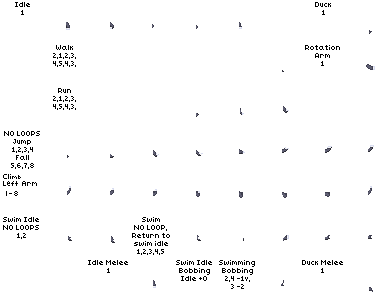 Idle
1
Duck
1
Walk
2,1,2,3,
4,5,4,3,
Rotation
Arm
1
Run
2,1,2,3,
4,5,4,3,
NO LOOPS
Jump
1,2,3,4
Fall
5,6,7,8
Climb
Left Arm
1-8
Swim Idle
NO LOOPS
1,2
Swim
NO LOOP,
Return to
swim idle
1,2,3,4,5
Idle Melee
1
Swim Idle
Bobbing
Idle +0
Swimming
Bobbing
2,4 -1v,
3 -2
Duck Melee
1